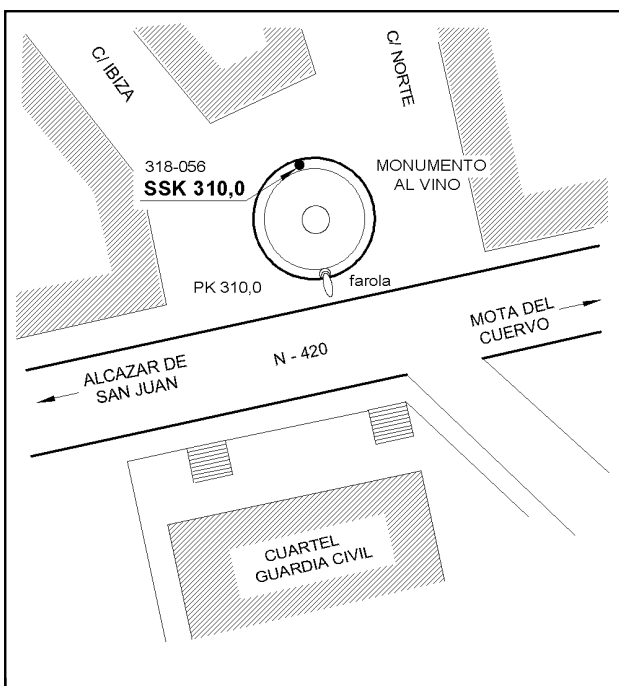 C/ IBIZA
C/ NORTE
318-056
SSK 310,0
MONUMENTO
AL VINO
PK 310,0
farola
MOTA DEL
CUERVO
N - 420
ALCAZAR DE
SAN JUAN
CUARTEL
GUARDIA CIVIL